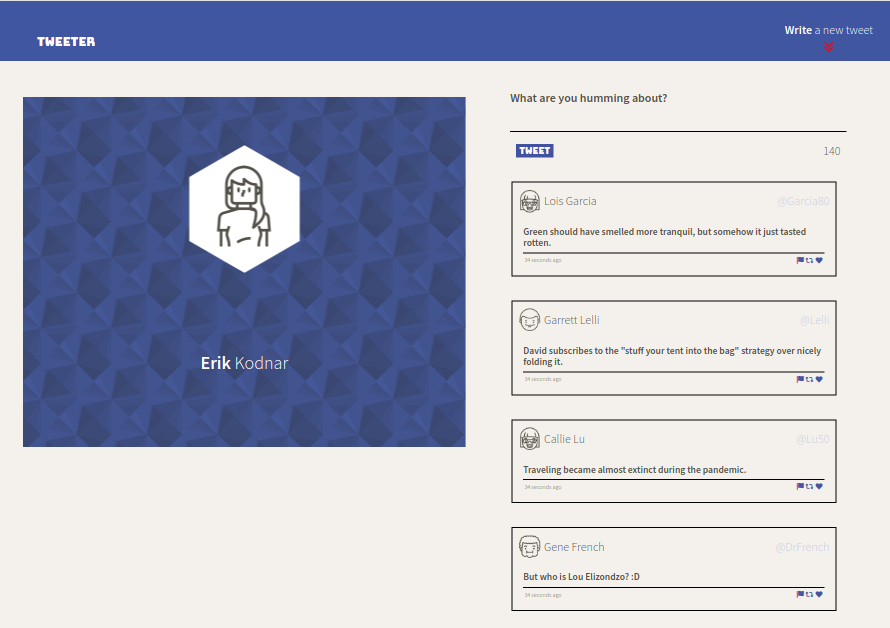 TWEETER
Write a new tweet
Erik Kodnar
What are you humming about?
TWEET
140
Lois Garcia
@Garcia80
Green should have smelled more tranquil, but somehow it just tasted
rotten.
34 seconds ago
Garrett Lelli
@Lelli
David subscribes to the "stuff your tent into the bag" strategy over nicely
folding it.
34 seconds ago
Callie Lu
@Lu50
Traveling became almost extinct during the pandemic.
34 seconds ago
Gene French
@DrFrench
But who is Lou Elizondzo? :D
34 seconds ago